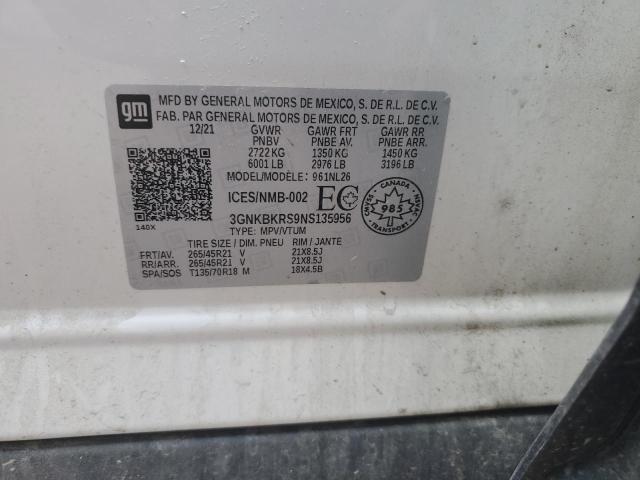 gm
MFD BY GENERAL MOTORS DE MEXICO, S. DE R.L. DE C.V.
FAB. PAR GENERAL MOTORS DE MEXICO, S. DE R.L. DE C.V.
12/21 GVWR GAWR FRT GAWR RR
PNBV PNBE AV. PNBE ARR.
2722 KG 1350 KG 1450 KG
6001 LB 2976 LB 3196 LB
MODEL/MODÈLE: 961NL26
ICES/NMB-002 EC
3GNKBKRS9NS135956
TYPE: MPV/VTUM
140X
CANADA
985
CMVSS
NSVAC
TIRE SIZE / DIM. PNEU RIM / JANTE
FRT/AV. 265/45R21 V 21X8.5J
RR/ARR. 265/45R21 V 21X8.5J
SPA/SOS T135/70R18 M 18X4.5B